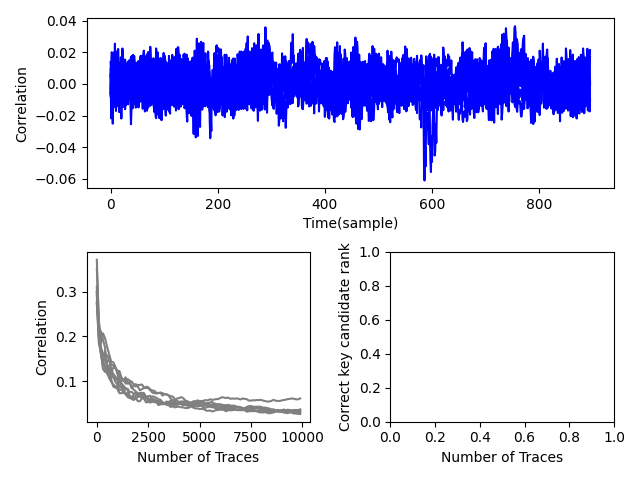 0.04
0.02
0.00
−0.02
−0.04
−0.06
Correlation
0 200 400 600 800
Time(sample)
0.3
0.2
0.1
Correlation
0 2500 5000 7500 10000
Number of Traces
1.0
0.8
0.6
0.4
0.2
0.0
Correct key candidate rank
0.0 0.2 0.4 0.6 0.8 1.0
Number of Traces